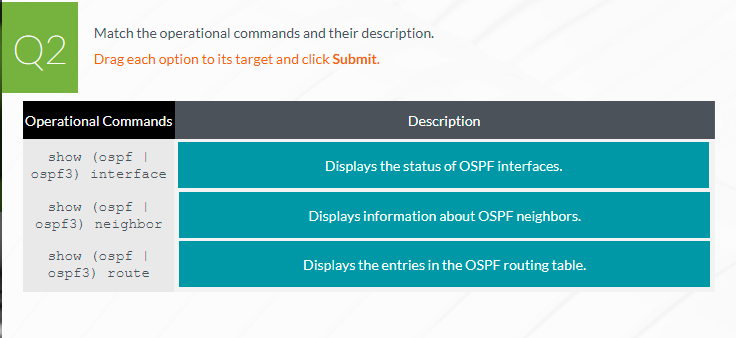 Q2
Match the operational commands and their description.
Drag each option to its target and click Submit.
Operational Commands Description
show (ospf |
ospf3) interface
Displays the status of OSPF interfaces.
show (ospf |
ospf3) neighbor
Displays information about OSPF neighbors.
show (ospf |
ospf3) route
Displays the entries in the OSPF routing table.